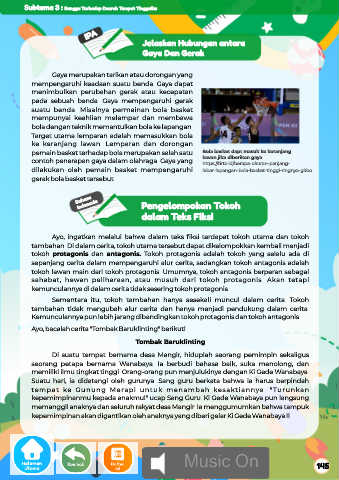 Subtema 3 : Bangga Terhadap Daerah Tempat Tinggalku
IPA
Jelaskan Hubungan antara
Gaya Dan Gerak
Gaya merupakan tarikan atau dorongan yang
mempengaruhi keadaan suatu benda. Gaya dapat
menimbulkan perubahan gerak atau kecepatan
pada sebuah benda. Gaya mempengaruhi gerak
suatu benda. Misalnya permainan bola basket
mempunyai keahlian melempar dan membawa
bola dengan teknik memantulkan bola ke lapangan.
Target utama lemparan adalah memasukkan bola
ke keranjang lawan. Lemparan dan dorongan
pemain basket terhadap bola merupakan salah satu
contoh penerapan gaya dalam olahraga. Gaya yang
dilakukan oleh pemain basket mempengaruhi
gerak bola basket tersebut.
Bola basket dapt masuk ke keranjang
lawan jika diberikan gaya
Bahasa
Indonesia
Pengelompokan Tokoh
dalam Teks Fiksi
Ayo, ingatkan melalui bahwa dalam teks fiksi terdapat tokoh utama dan tokoh
tambahan. Di dalam cerita, tokoh utama tersebut dapat dikelompokkan kembali menjadi
tokoh protagonis dan antagonis. Tokoh protagonis adalah tokoh yang selalu ada di
sepanjang cerita dalam mempengaruhi alur cerita, sedangkan tokoh antagonis adalah
tokoh lawan main dari tokoh protagonis. Umumnya, tokoh antagonis berperan sebagai
sahabat, hewan peliharaan, atau musuh dari tokoh protagonis. Akan tetapi
kemunculannya di dalam cerita tidak sesering tokoh protagonis.
Sementara itu, tokoh tambahan hanya sesekali muncul dalam cerita. Tokoh
tambahan tidak mengubah alur cerita dan hanya menjadi pendukung dalam cerita.
Kemunculannya pun lebih jarang dibandingkan tokoh protagonis dan tokoh antagonis.
Ayo, bacalah cerita "Tombak Baruklinting" berikut!
Tombak Baruklinting
Di suatu tempat bernama desa Mangir, hiduplah seorang pemimpin sekaligus
seorang petapa bernama Wanabaya. Ia berbudi bahasa baik, suka menolong, dan
memiliki ilmu tingkat tinggi. Orang-orang pun menjulukinya dengan Ki Gede Wanabaya.
Suatu hari, ia didatangi oleh gurunya. Sang guru berkata bahwa ia harus berpindah
tempat ke Gunung Merapi untuk menambah kesaktiannya. "Turunkan
kepemimpinanmu kepada anakmu!" ucap Sang Guru. Ki Gede Wanabaya pun langsung
memanggil anaknya dan seluruh rakyat desa Mangir. Ia menggumumkan bahwa tampuk
kepemimpinan akan digantikan oleh anaknya yang diberi gelar Ki Gede Wanabaya II.
Halaman
Utama
Music On
145